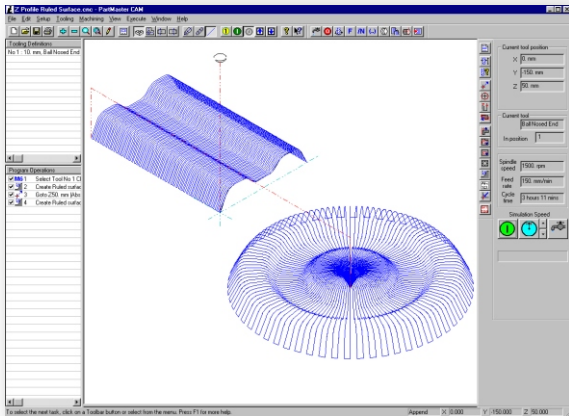 Z Profile Ruled Surface.cnc - PartMaster CAM
File Edit Setup Tooling Machining View Execute Window Help
Tooling Definitions
No 1 : 10. mm, Ball Nosed End
Program Operations
1 Select Tool No 1 C
2 Create Ruled surfac
3 Goto 250. mm (Abs
4 Create Ruled surfac
Current tool position
X 0. mm
Y -150. mm
Z 50. mm
Current tool
Ball Nosed End
In position 1
Spindle speed 1500. rpm
Feed rate 150. mm/min
Cycle time 3 hours 11 mins
Simulation Speed
To select the next task, click on a Toolbar button or select from the menu. Press F1 for more help.
Append X 0.000 Y -150.000 Z 50.000